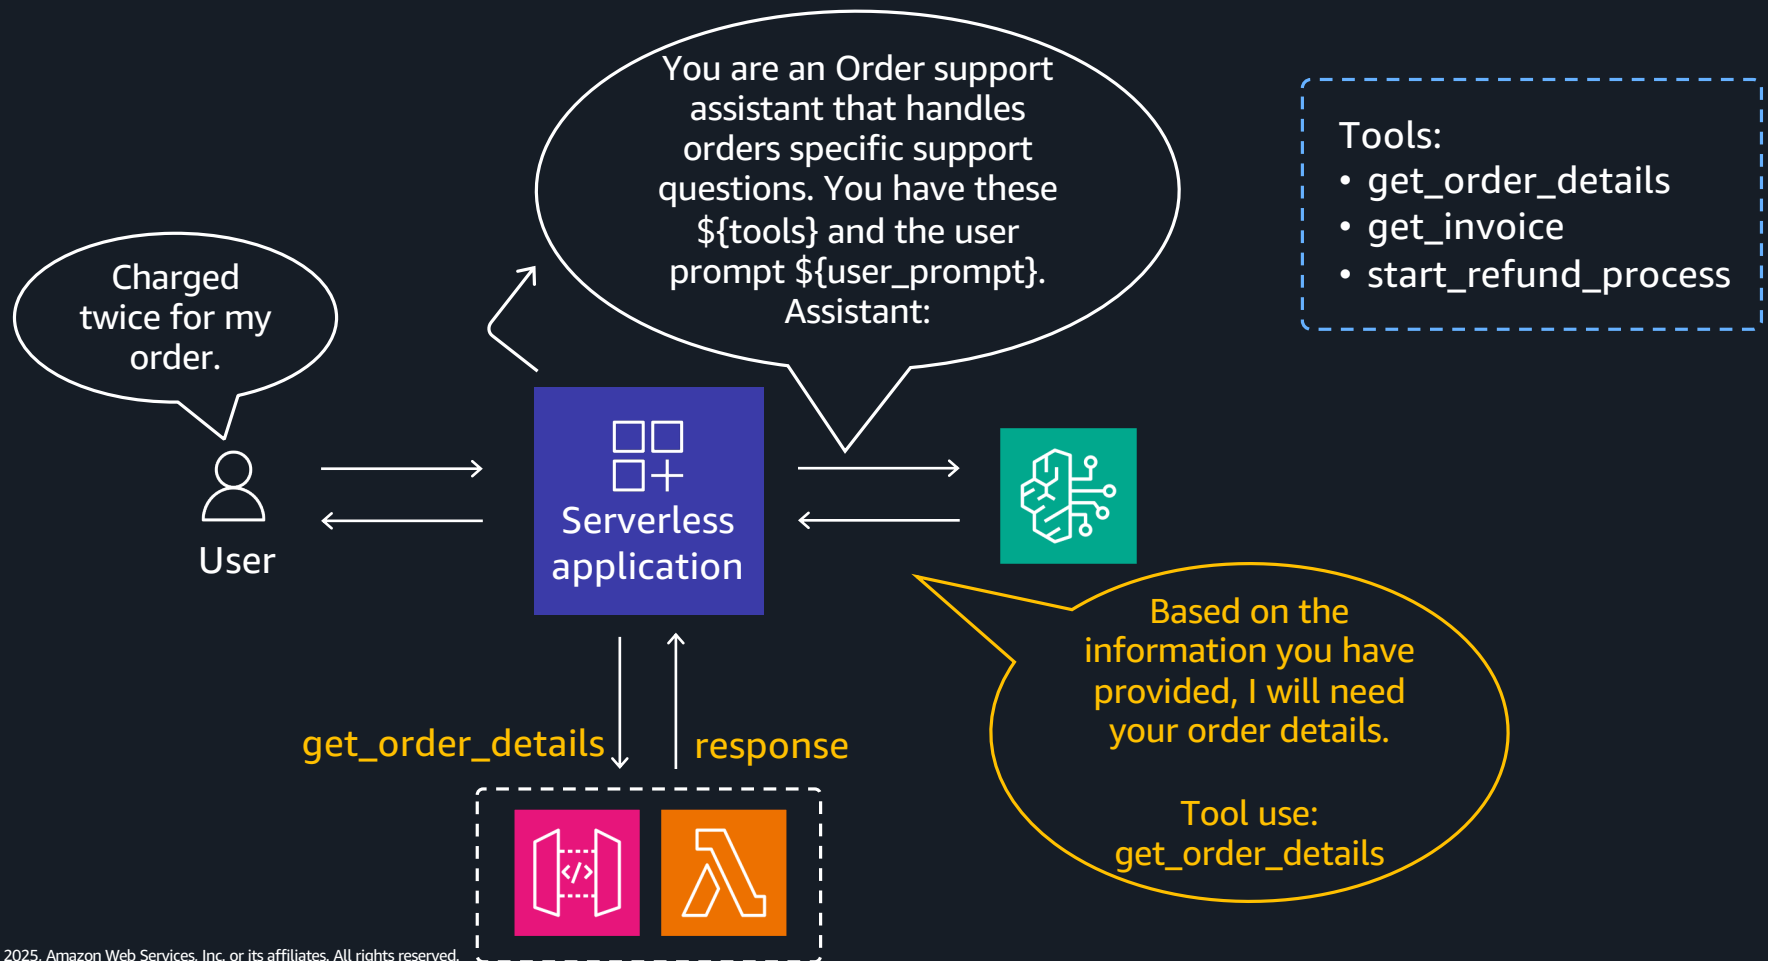 You are an Order support
assistant that handles
orders specific support
questions. You have these
${tools} and the user
prompt ${user_prompt}.
Assistant:
Tools:
• get_order_details
• get_invoice
• start_refund_process
Charged
twice for my
order.
User
Serverless
application
Based on the
information you have
provided, I will need
your order details.
Tool use:
get_order_details
get_order_details
response
</>
2025, Amazon Web Services, Inc. or its affiliates. All rights reserved.